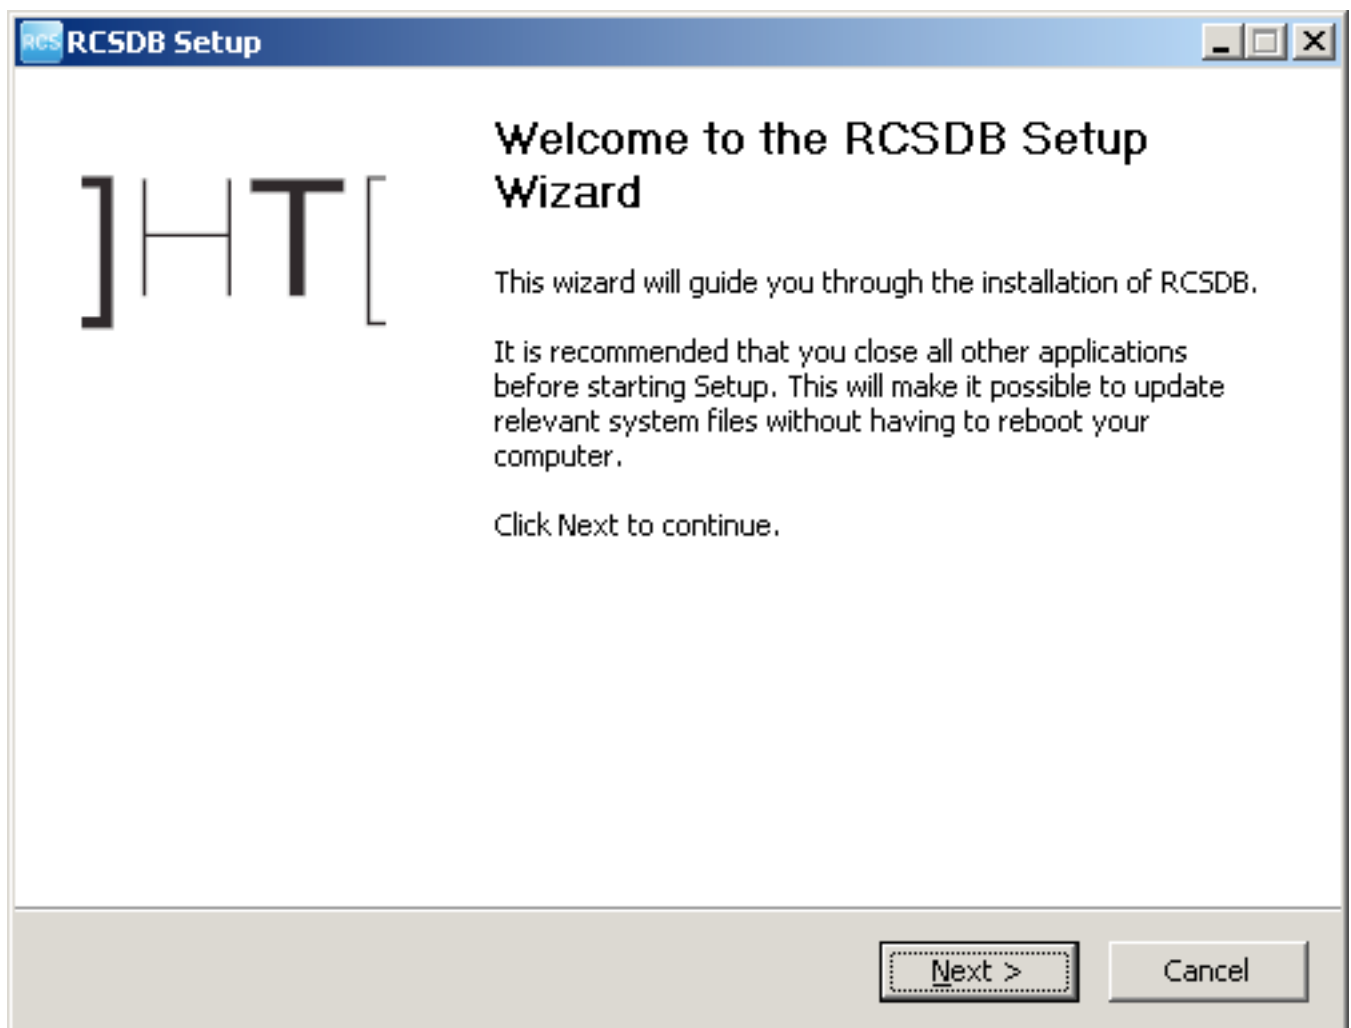 RCS RCSDB Setup
]HT[
Welcome to the RCSDB Setup
Wizard
This wizard will guide you through the installation of RCSDB.
It is recommended that you close all other applications
before starting Setup. This will make it possible to update
relevant system files without having to reboot your
computer.
Click Next to continue.
Next > Cancel